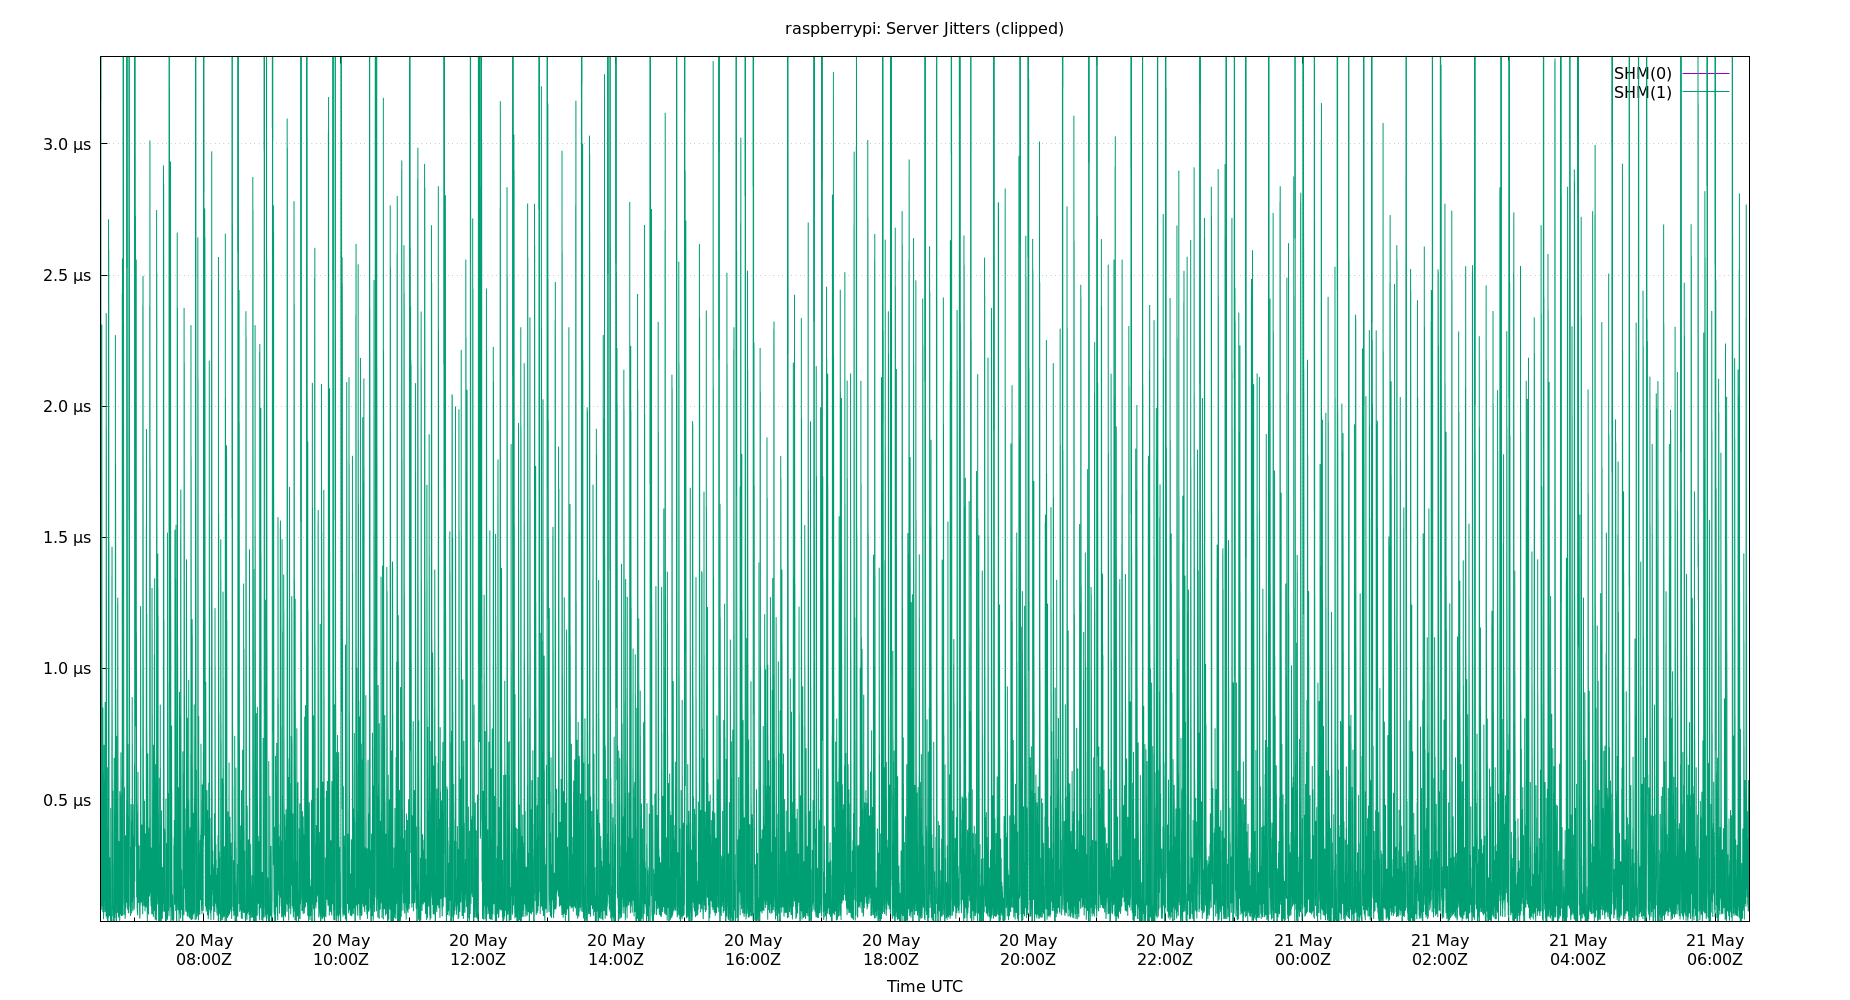 raspberrypi: Server Jitters (clipped)
SHM(0)
SHM(1)
3.0 µs
2.5 µs
2.0 µs
1.5 µs
1.0 µs
0.5 µs
20 May 20 May 20 May 20 May 20 May 20 May 20 May 20 May 21 May 21 May 21 May 21 May
08:00Z 10:00Z 12:00Z 14:00Z 16:00Z 18:00Z 20:00Z 22:00Z 00:00Z 02:00Z 04:00Z 06:00Z
Time UTC